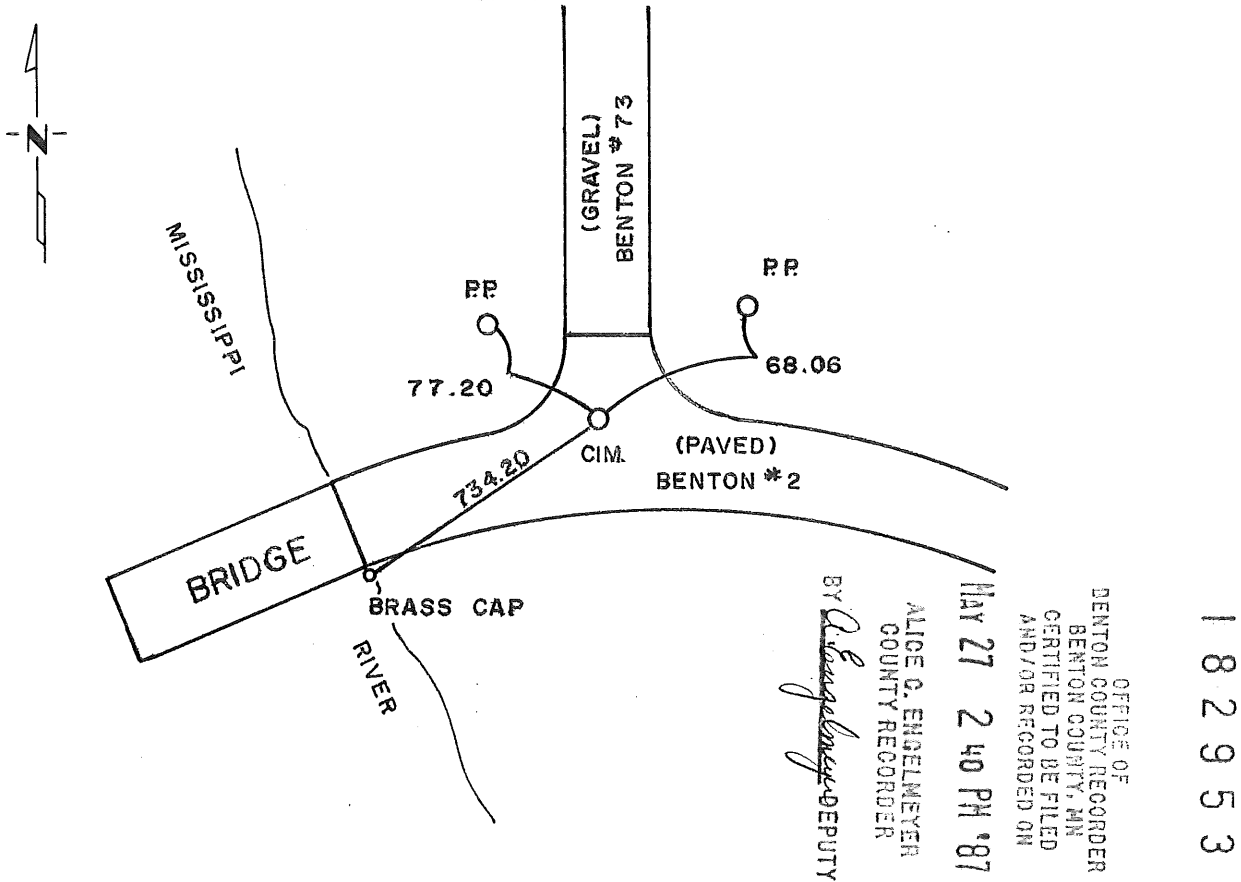 N
MISSISSIPPI
(GRAVEL)
BENTON #73
P.P.
P.P.
77.20
68.06
C.I.M.
(PAVED)
BENTON #2
734.20
BRIDGE
BRASS CAP
RIVER
182953
OFFICE OF
BENTON COUNTY RECORDER
BENTON COUNTY, MN
CERTIFIED TO BE FILED
AND/OR RECORDED ON
MAY 27 2 40 PM '87
ALICE C. ENGELMEYER
COUNTY RECORDER
BY A. Engelmeyer DEPUTY